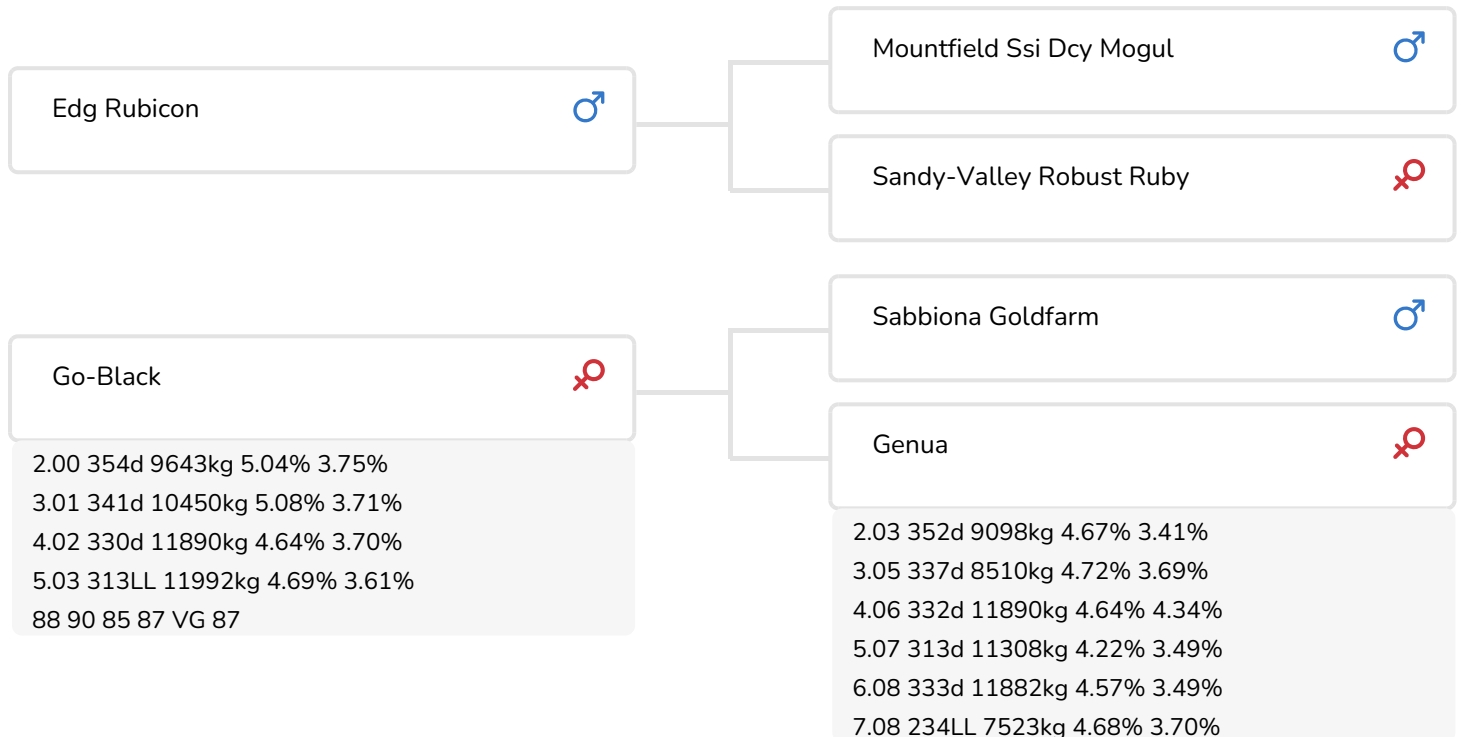 Edg Rubicon
Mountfield Ssi Dcy Mogul
Sandy-Valley Robust Ruby
Go-Black
2.00 354d 9643kg 5.04% 3.75%
3.01 341d 10450kg 5.08% 3.71%
4.02 330d 11890kg 4.64% 3.70%
5.03 313LL 11992kg 4.69% 3.61%
88 90 85 87 VG 87
Sabbiona Goldfarm
Genua
2.03 352d 9098kg 4.67% 3.41%
3.05 337d 8510kg 4.72% 3.69%
4.06 332d 11890kg 4.64% 4.34%
5.07 313d 11308kg 4.22% 3.49%
6.08 333d 11882kg 4.57% 3.49%
7.08 234LL 7523kg 4.68% 3.70%